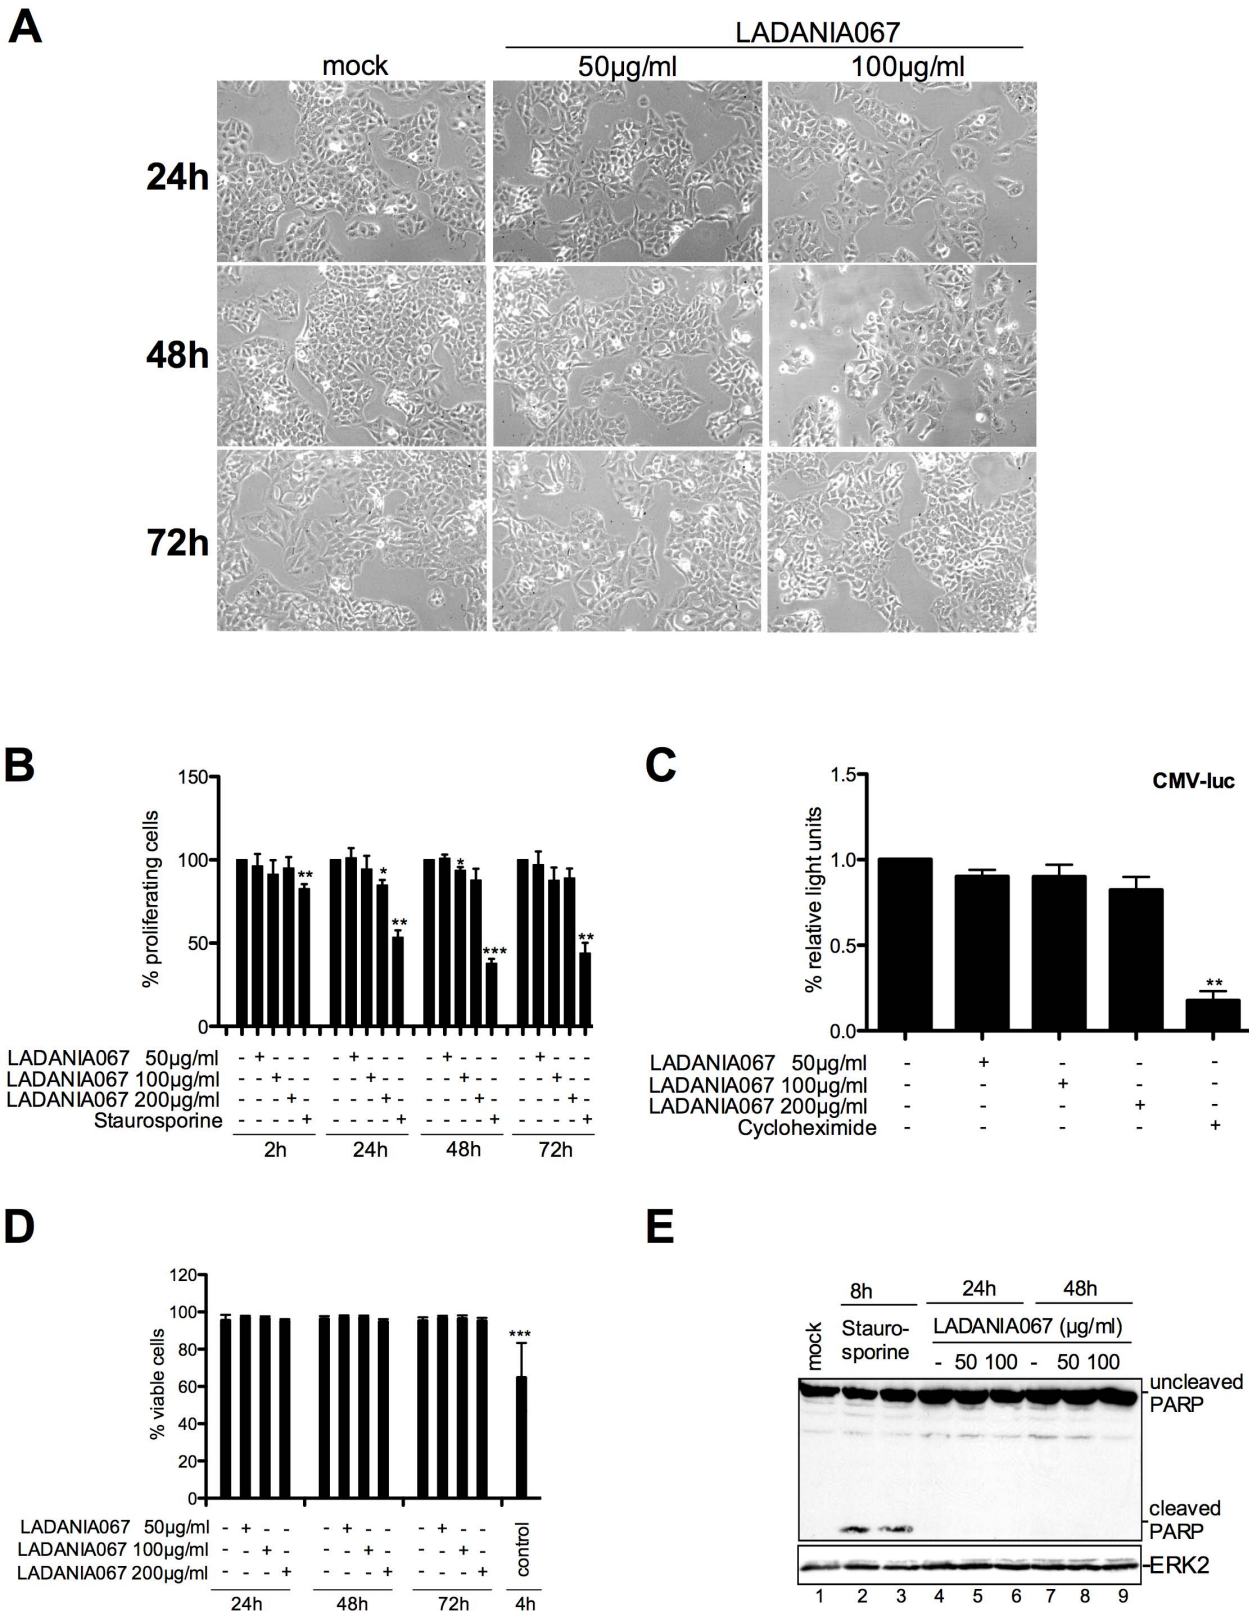 A
LADANIA067
mock 50µg/ml 100µg/ml
24h
48h
72h
B
150
100
50
0
% proliferating cells
** * ** * *** **
LADANIA067 50µg/ml - + - - - - + - - - - + - - - - + - - -
LADANIA067 100µg/ml - - + - - - - + - - - - + - - - - + - -
LADANIA067 200µg/ml - - - + - - - - + - - - - + - - - - + -
Staurosporine - - - - + - - - - + - - - - + - - - - +
2h 24h 48h 72h
C
CMV-luc
1.5
1.0
0.5
0.0
% relative light units
**
LADANIA067 50µg/ml - + - - -
LADANIA067 100µg/ml - - + - -
LADANIA067 200µg/ml - - - + -
Cycloheximide - - - - +
D
120
100
80
60
40
20
0
% viable cells
***
LADANIA067 50µg/ml - + - - - + - - - + - -
LADANIA067 100µg/ml - - + - - - + - - - + -
LADANIA067 200µg/ml - - - + - - - + - - - +
control
24h 48h 72h 4h
E
8h 24h 48h
mock
Stauro-
sporine
LADANIA067 (µg/ml)
- 50 100 - 50 100
uncleaved
PARP
cleaved
PARP
ERK2
1 2 3 4 5 6 7 8 9